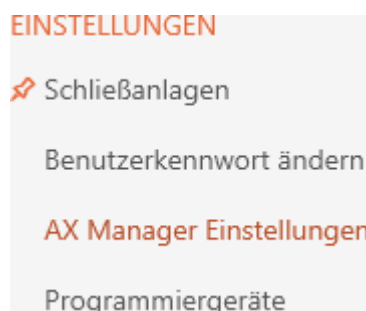 EINSTELLUNGEN
Schließanlagen
Benutzerkennwort ändern
AX Manager Einstellungen
Programmiergeräte